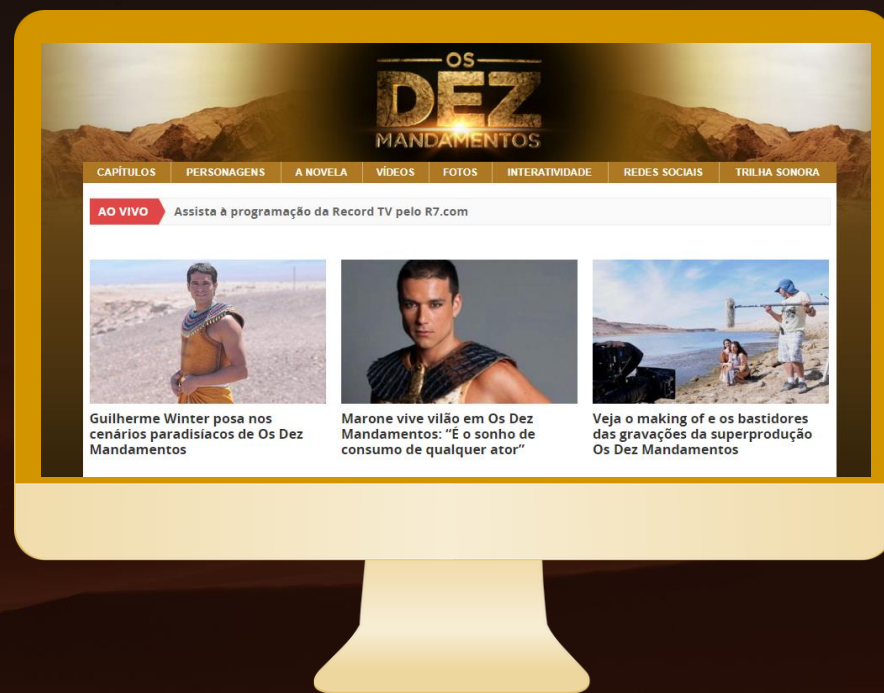 OS
DEZ
MANDAMENTOS
CAPÍTULOS PERSONAGENS A NOVELA VÍDEOS FOTOS INTERATIVIDADE REDES SOCIAIS TRILHA SONORA
AO VIVO Assista à programação da Record TV pelo R7.com
Guilherme Winter posa nos
cenários paradisíacos de Os Dez
Mandamentos
Marone vive vilão em Os Dez
Mandamentos: “É o sonho de
consumo de qualquer ator”
Veja o making of e os bastidores
das gravações da superprodução
Os Dez Mandamentos